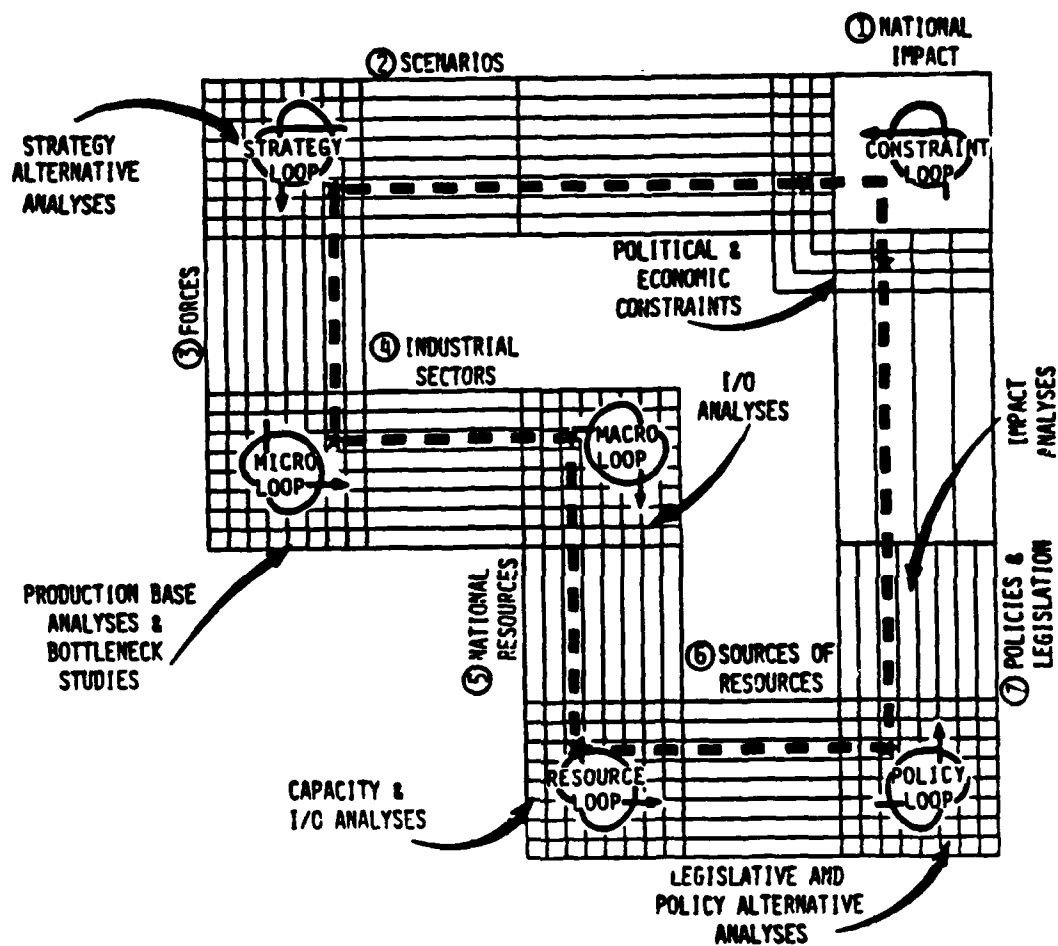 ① NATIONAL
IMPACT
② SCENARIOS
STRATEGY
LOOP
CONSTRAINT
LOOP
STRATEGY
ALTERNATIVE
ANALYSES
POLITICAL &
ECONOMIC
CONSTRAINTS
③ FORCES
④ INDUSTRIAL
SECTORS
I/O
ANALYSES
IMPACT
ANALYSES
MICRO
LOOP
MACRO
LOOP
PRODUCTION BASE
ANALYSES &
BOTTLENECK
STUDIES
⑤ NATIONAL
RESOURCES
⑥ SOURCES OF
RESOURCES
⑦ POLICIES &
LEGISLATION
RESOURCE
LOOP
POLICY
LOOP
CAPACITY &
I/O ANALYSES
LEGISLATIVE AND
POLICY ALTERNATIVE
ANALYSES